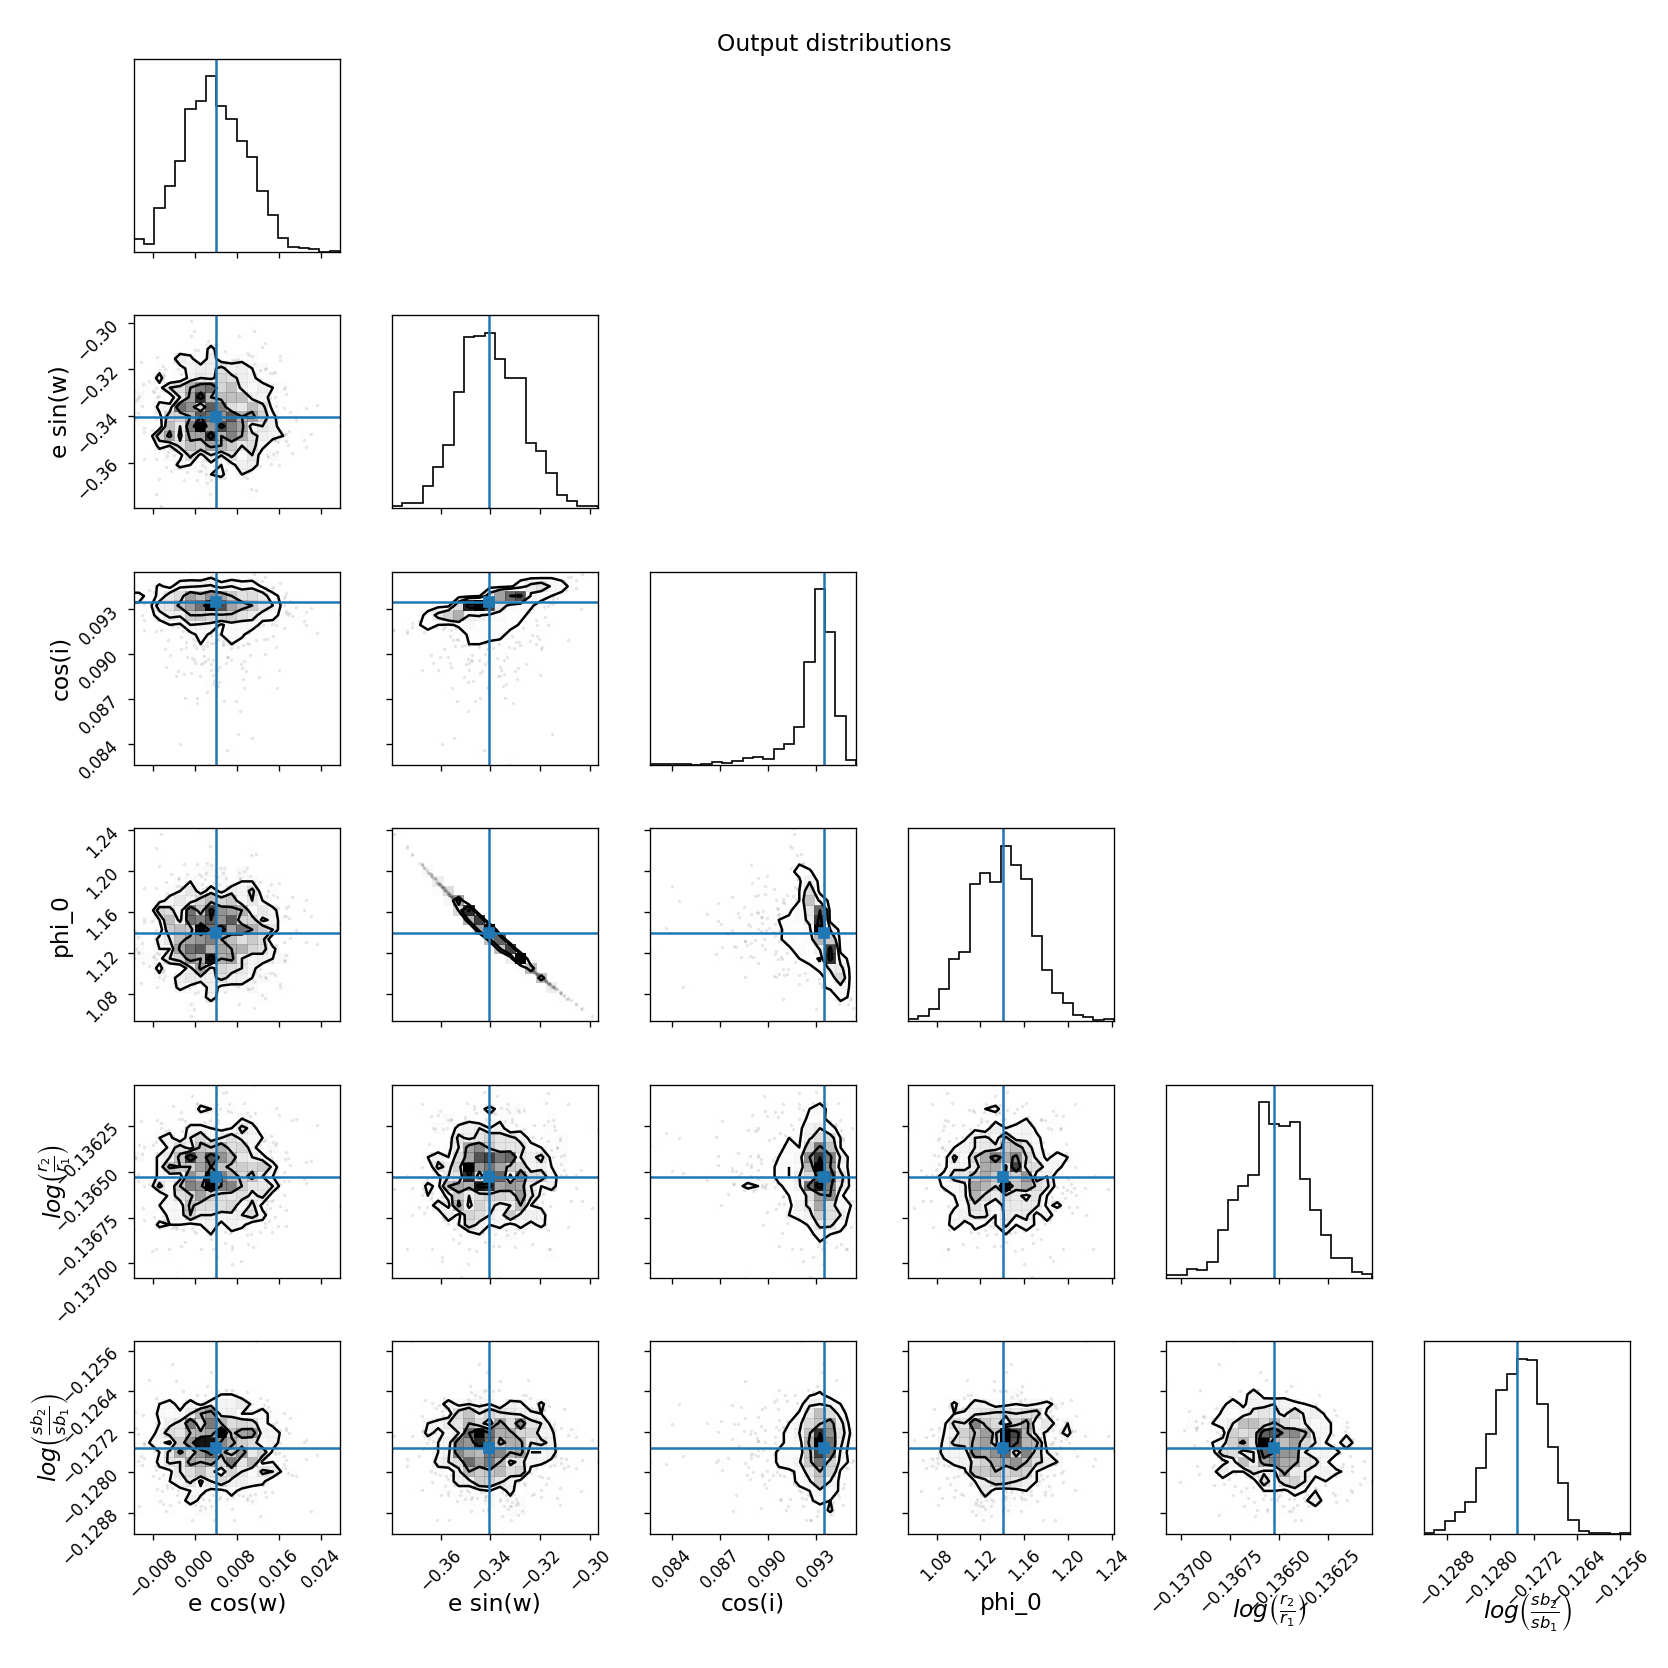 Output distributions
e sin(w)
−0.30
−0.32
−0.34
−0.36
cos(i)
0.093
0.090
0.087
0.084
phi_0
1.24
1.20
1.16
1.12
1.08
log(r₂/r₁)
−0.13625
−0.13650
−0.13675
−0.13700
log(sb₂/sb₁)
−0.1256
−0.1264
−0.1272
−0.1280
−0.1288
−0.008 0.000 0.008 0.016 0.024
−0.36 −0.34 −0.32 −0.30
0.084 0.087 0.090 0.093
1.08 1.12 1.16 1.20 1.24
−0.13700 −0.13675 −0.13650 −0.13625
−0.1288 −0.1280 −0.1272 −0.1264 −0.1256
e cos(w) e sin(w) cos(i) phi_0 log(r₂/r₁) log(sb₂/sb₁)